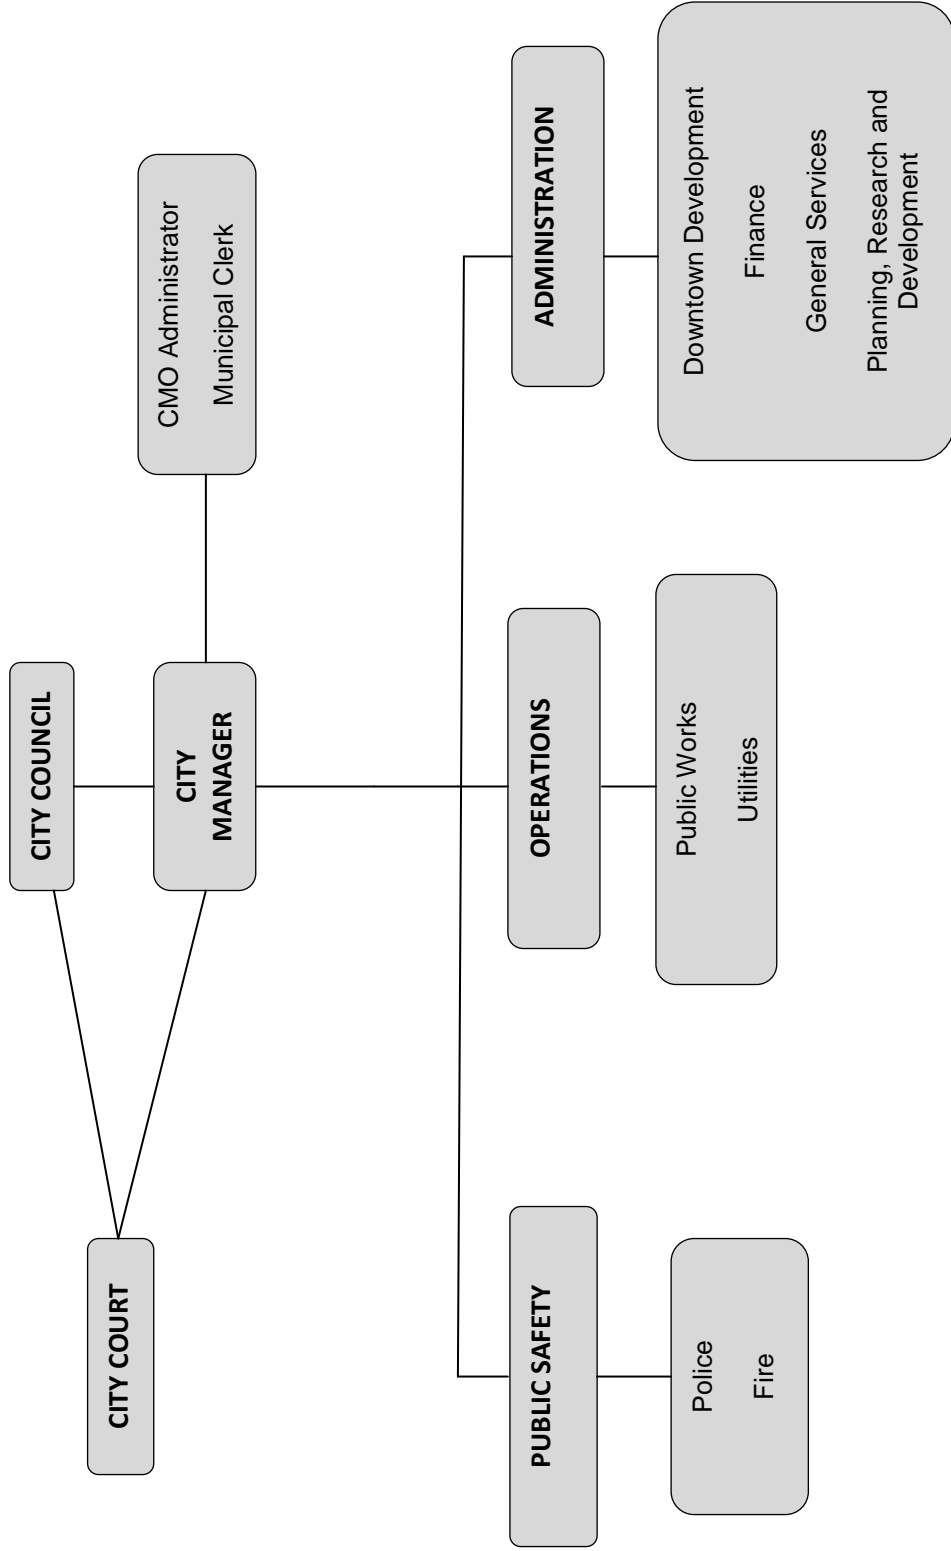 CITY COUNCIL
CITY COURT
CITY
MANAGER
CMO Administrator
Municipal Clerk
PUBLIC SAFETY
OPERATIONS
ADMINISTRATION
Police
Fire
Public Works
Utilities
Downtown Development
Finance
General Services
Planning, Research and
Development